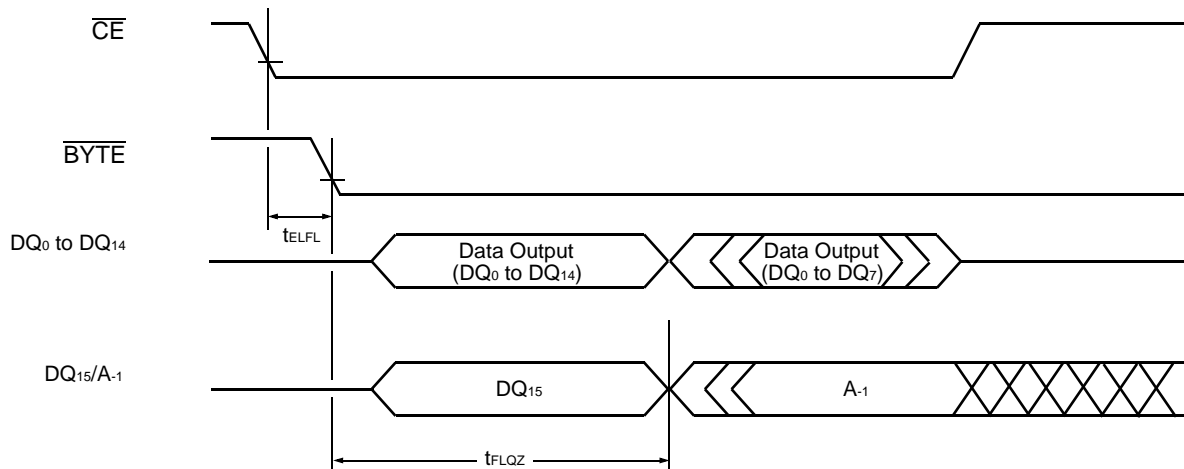 CE
BYTE
tELFL
DQ0 to DQ14
Data Output
(DQ0 to DQ14)
Data Output
(DQ0 to DQ7)
DQ15/A-1
DQ15
A-1
tFLQZ